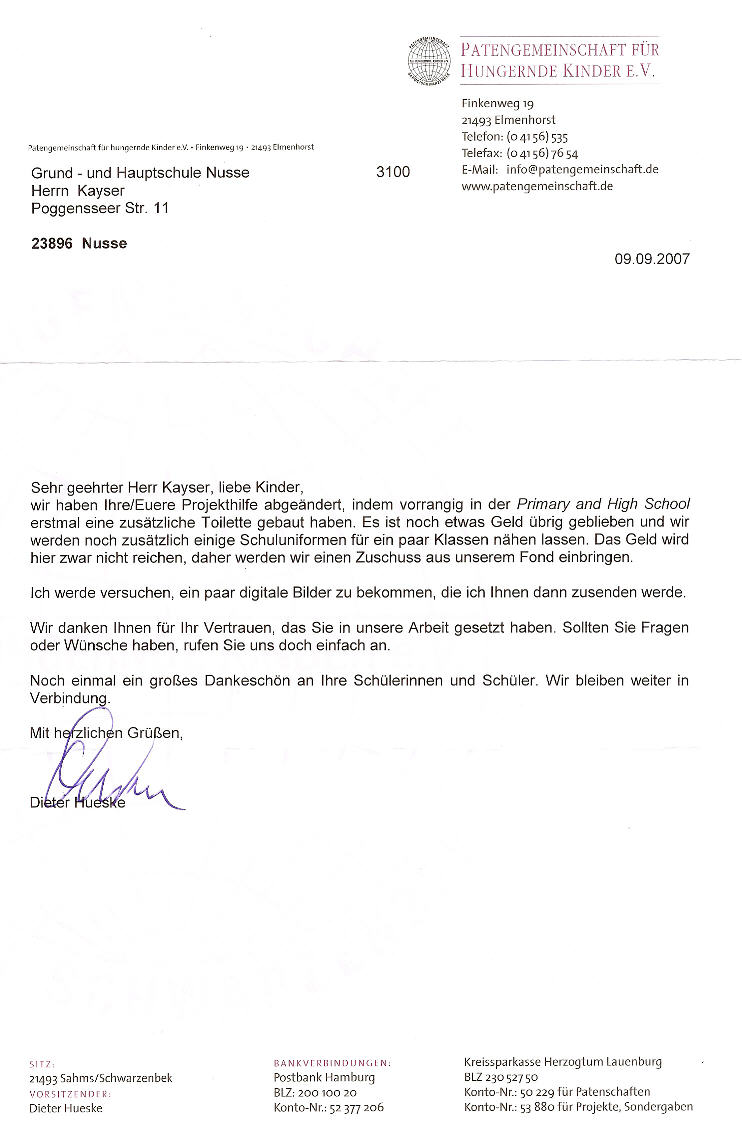 PATENGEMEINSCHAFT FÜR
HUNGERNDE KINDER E.V.
Finkenweg 19
21493 Elmenhorst
Telefon: (0 41 56) 535
Telefax: (0 41 56) 76 54
E-Mail: info@patengemeinschaft.de
www.patengemeinschaft.de
Patengemeinschaft für hungernde Kinder e.V. • Finkenweg 19 • 21493 Elmenhorst
Grund - und Hauptschule Nusse 3100
Herrn Kayser
Poggensseer Str. 11
23896 Nusse
09.09.2007
Sehr geehrter Herr Kayser, liebe Kinder,
wir haben Ihre/Euere Projekthilfe abgeändert, indem vorrangig in der Primary and High School
erstmal eine zusätzliche Toilette gebaut haben. Es ist noch etwas Geld übrig geblieben und wir
werden noch zusätzlich einige Schuluniformen für ein paar Klassen nähen lassen. Das Geld wird
hier zwar nicht reichen, daher werden wir einen Zuschuss aus unserem Fond einbringen.
Ich werde versuchen, ein paar digitale Bilder zu bekommen, die ich Ihnen dann zusenden werde.
Wir danken Ihnen für Ihr Vertrauen, das Sie in unsere Arbeit gesetzt haben. Sollten Sie Fragen
oder Wünsche haben, rufen Sie uns doch einfach an.
Noch einmal ein großes Dankeschön an Ihre Schülerinnen und Schüler. Wir bleiben weiter in
Verbindung.
Mit herzlichen Grüßen,
Dieter Hueske
SITZ:
21493 Sahms/Schwarzenbek
VORSITZENDER:
Dieter Hueske
BANKVERBINDUNGEN:
Postbank Hamburg
BLZ: 200 100 20
Konto-Nr.: 52 377 206
Kreissparkasse Herzogtum Lauenburg
BLZ 230 527 50
Konto-Nr.: 50 229 für Patenschaften
Konto-Nr.: 53 880 für Projekte, Sondergaben